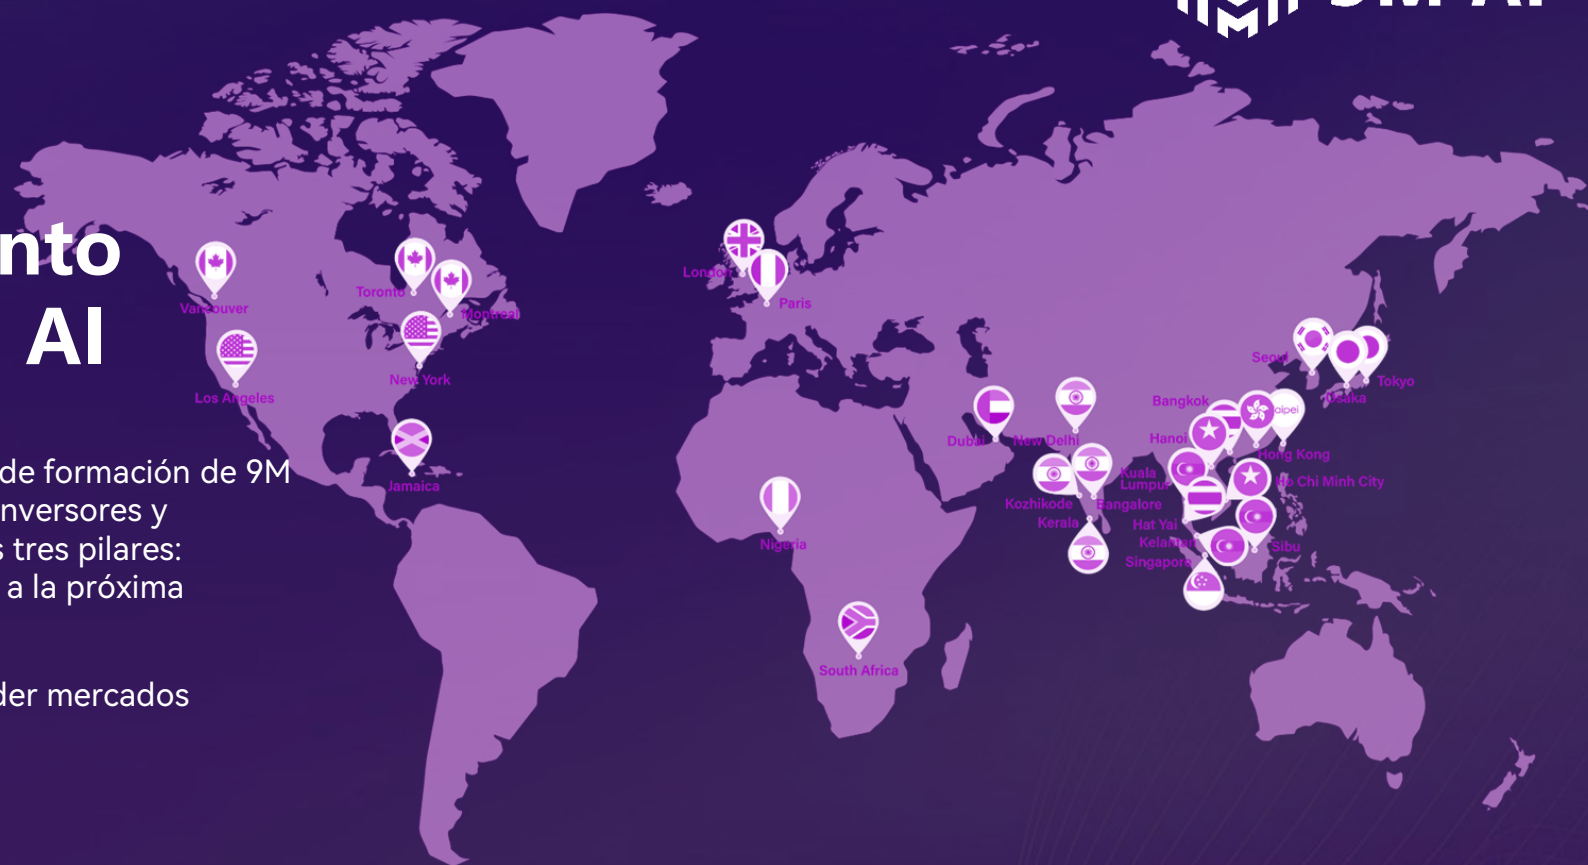 nto
AI
de formación de 9M
nversores y
s tres pilares:
a la próxima
der mercados
Vancouver
Toronto
Montreal
Los Angeles
New York
Jamaica
London
Paris
Nigeria
South Africa
Dubai
New Delhi
Kozhikode
Bangalore
Kerala
Seoul
Osaka
Tokyo
Bangkok
aipei
Hanoi
Hong Kong
Kuala
Lumpur
Ho Chi Minh City
Hat Yai
Kelantan
Sibu
Singapore